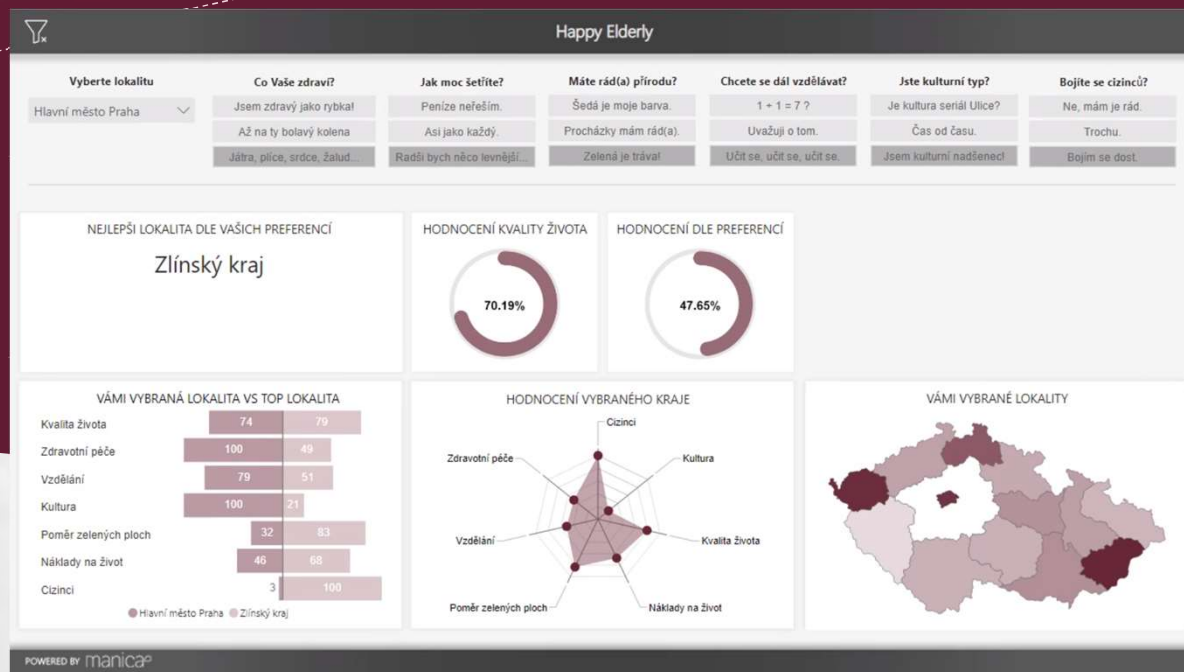 Happy Elderly
Vyberte lokalitu
Hlavní město Praha
Co Vaše zdraví?
Jsem zdravý jako rybka!
Až na ty bolavý kolena
Játra, plíce, srdce, žalud...
Jak moc šetříte?
Peníze neřeším.
Asi jako každý.
Radši bych něco levnější...
Máte rád(a) přírodu?
Šedá je moje barva.
Procházky mám rád(a).
Zelená je tráva!
Chcete se dál vzdělávat?
1 + 1 = 7 ?
Uvažuji o tom.
Učit se, učit se, učit se.
Jste kulturní typ?
Je kultura seriál Ulice?
Čas od času.
Jsem kulturní nadšenec!
Bojíte se cizinců?
Ne, mám je rád.
Trochu.
Bojím se dost.
NEJLEPŠI LOKALITA DLE VAŠICH PREFERENCÍ
Zlínský kraj
HODNOCENÍ KVALITY ŽIVOTA
70.19%
HODNOCENÍ DLE PREFERENCÍ
47.65%
VÁMI VYBRANÁ LOKALITA VS TOP LOKALITA
Kvalita života 74 79
Zdravotní péče 100 49
Vzdělání 79 51
Kultura 100 21
Poměr zelených ploch 32 83
Náklady na život 46 68
Cizinci 3 100
Hlavní město Praha Zlínský kraj
HODNOCENÍ VYBRANÉHO KRAJE
Cizinci
Zdravotní péče
Kultura
Vzdělání
Kvalita života
Poměr zelených ploch
Náklady na život
VÁMI VYBRANÉ LOKALITY
POWERED BY manica